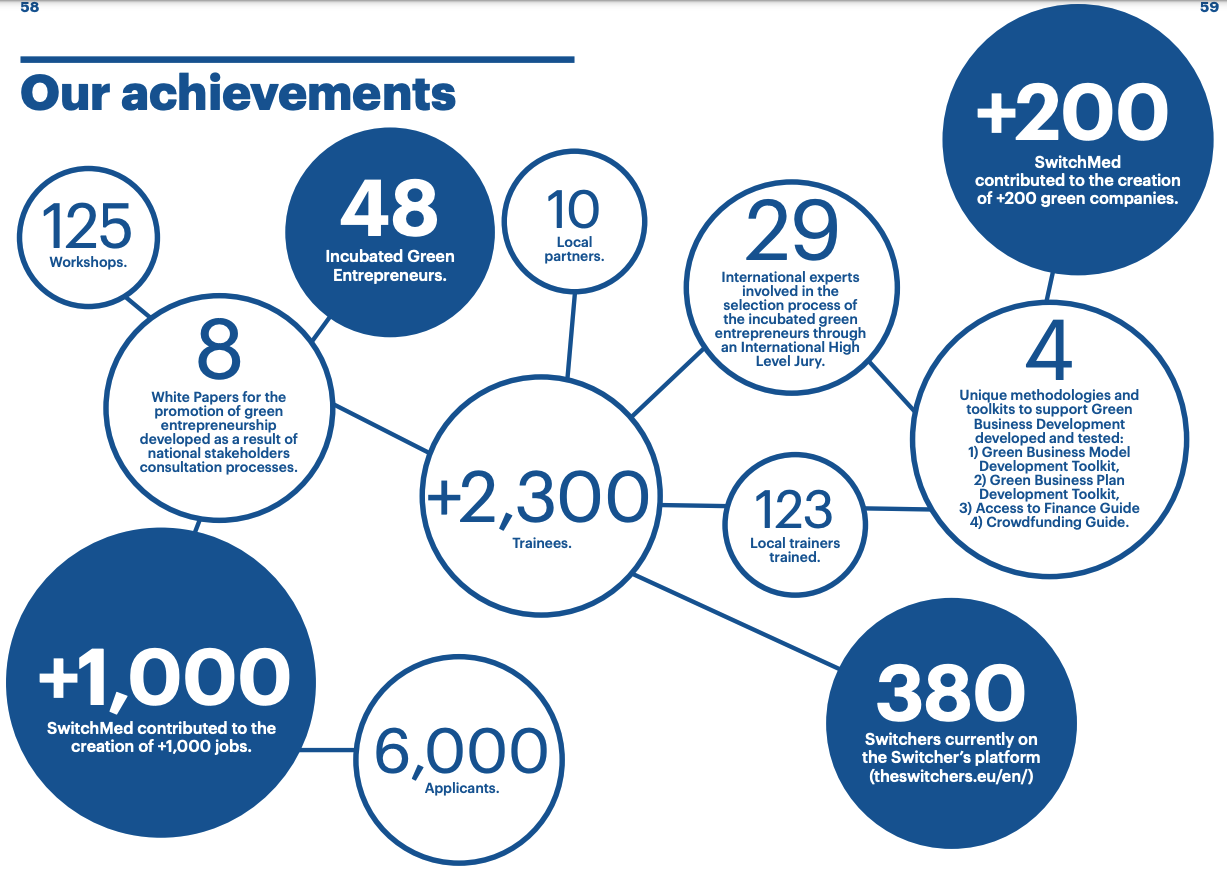 58
59
Our achievements
125
Workshops.
48
Incubated Green
Entrepreneurs.
10
Local
partners.
29
International experts
involved in the
selection process of
the incubated green
entrepreneurs through
an International High
Level Jury.
+200
SwitchMed
contributed to the creation
of +200 green companies.
8
White Papers for the
promotion of green
entrepreneurship
developed as a result of
national stakeholders
consultation processes.
+2,300
Trainees.
123
Local trainers
trained.
4
Unique methodologies and
toolkits to support Green
Business Development
developed and tested:
1) Green Business Model
Development Toolkit,
2) Green Business Plan
Development Toolkit,
3) Access to Finance Guide
4) Crowdfunding Guide.
+1,000
SwitchMed contributed to the
creation of +1,000 jobs.
6,000
Applicants.
380
Switchers currently on
the Switcher's platform
(theswitchers.eu/en/)